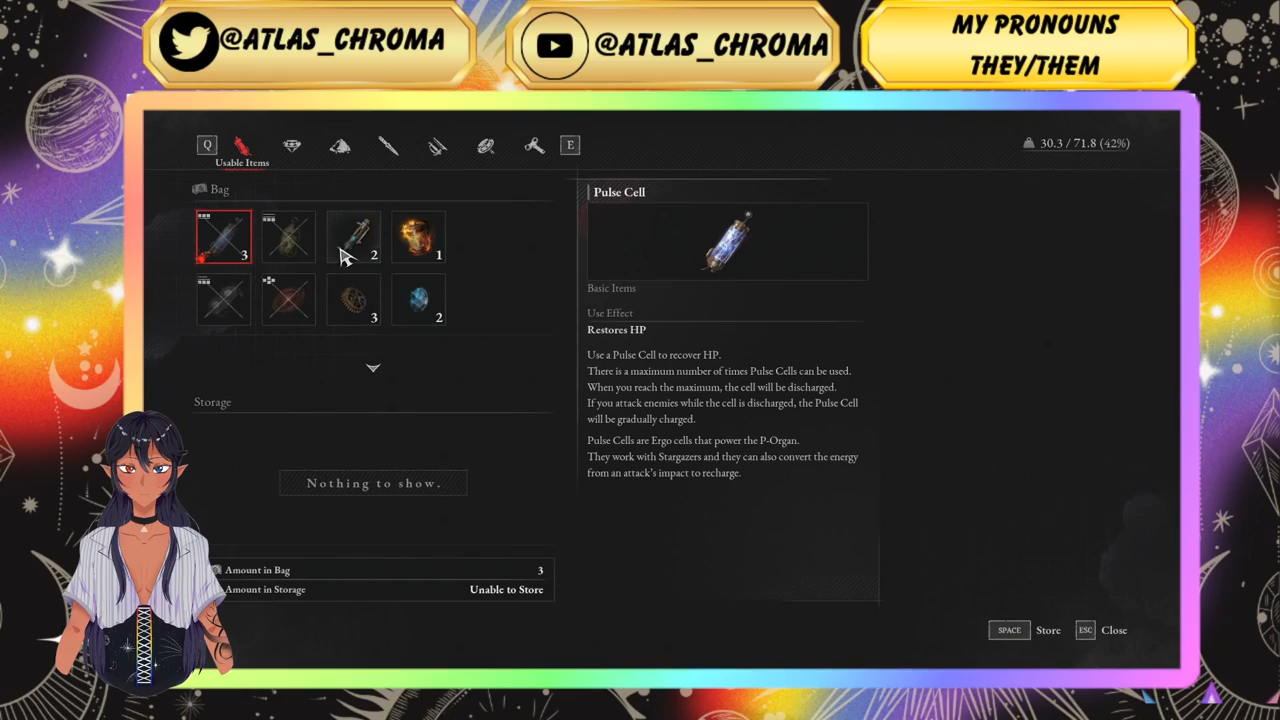 @ATLAS_CHROMA
@ATLAS_CHROMA
MY PRONOUNS
THEY/THEM
Q
E
Usable Items
30.3 / 71.8 (42%)
Bag
3
2
1
3
2
Storage
Nothing to show.
Amount in Bag 3
Amount in Storage Unable to Store
Pulse Cell
Basic Items
Use Effect
Restores HP
Use a Pulse Cell to recover HP.
There is a maximum number of times Pulse Cells can be used.
When you reach the maximum, the cell will be discharged.
If you attack enemies while the cell is discharged, the Pulse Cell
will be gradually charged.
Pulse Cells are Ergo cells that power the P-Organ.
They work with Stargazers and they can also convert the energy
from an attack's impact to recharge.
SPACE Store ESC Close